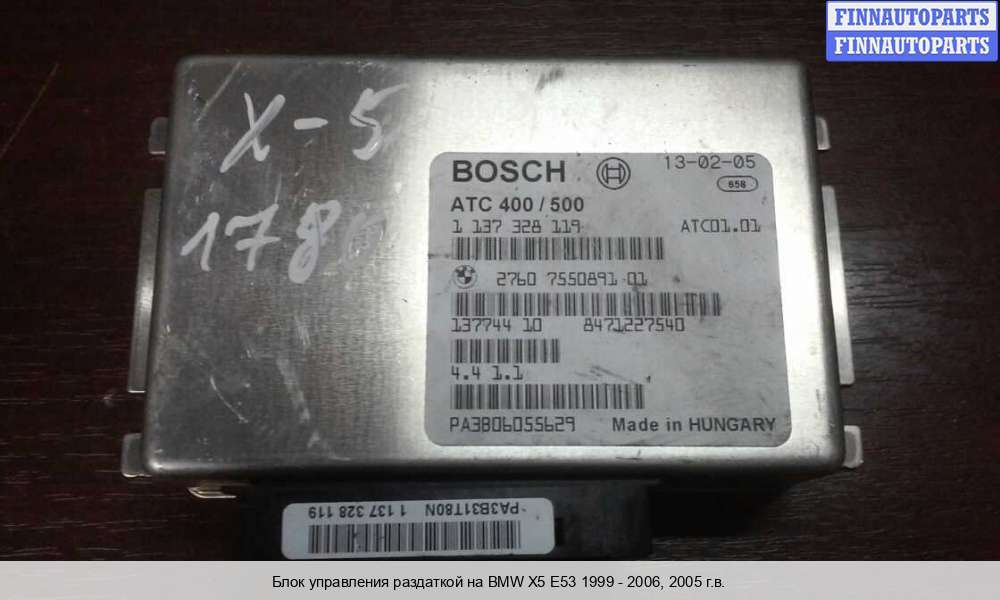 FINNAUTOPARTS
FINNAUTOPARTS
X-5
BOSCH
13-02-05
658
ATC 400 / 500
1 137 328 119
ATC01.01
2760 7550891 01
137744 10 8471227540
4.4 1.1
PA3B06055629
Made in HUNGARY
PA3B31T80N 1 137 328 119
Блок управления раздаткой на BMW X5 E53 1999 - 2006, 2005 г.в.